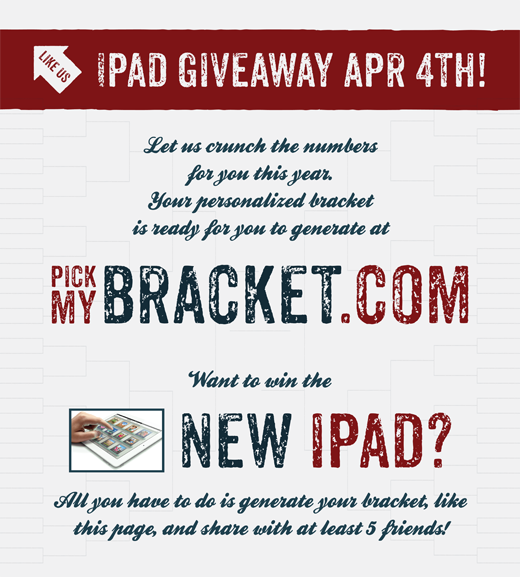 LIKE US
IPAD GIVEAWAY APR 4TH!
Let us crunch the numbers
for you this year.
Your personalized bracket
is ready for you to generate at
PICK
MY
BRACKET.COM
Want to win the
NEW IPAD?
All you have to do is generate your bracket, like
this page, and share with at least 5 friends!